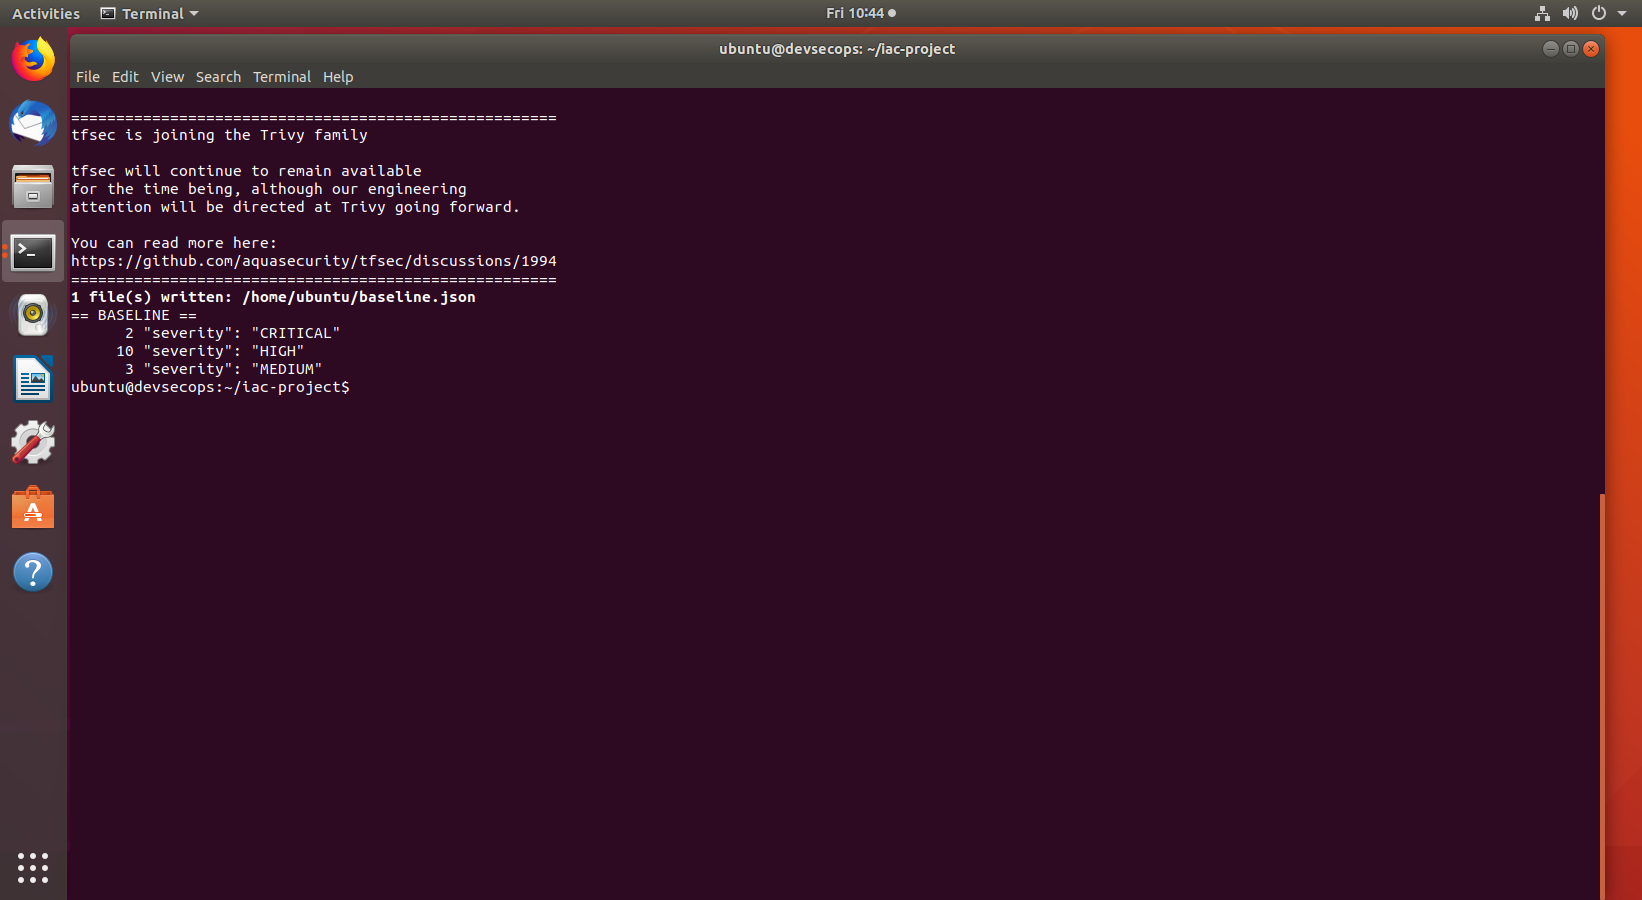 Activities
Terminal
Fri 10:44
ubuntu@devsecops: ~/iac-project
File Edit View Search Terminal Help
======================================================
tfsec is joining the Trivy family
tfsec will continue to remain available
for the time being, although our engineering
attention will be directed at Trivy going forward.
You can read more here:
https://github.com/aquasecurity/tfsec/discussions/1994
======================================================
1 file(s) written: /home/ubuntu/baseline.json
== BASELINE ==
2 "severity": "CRITICAL"
10 "severity": "HIGH"
3 "severity": "MEDIUM"
ubuntu@devsecops:~/iac-project$